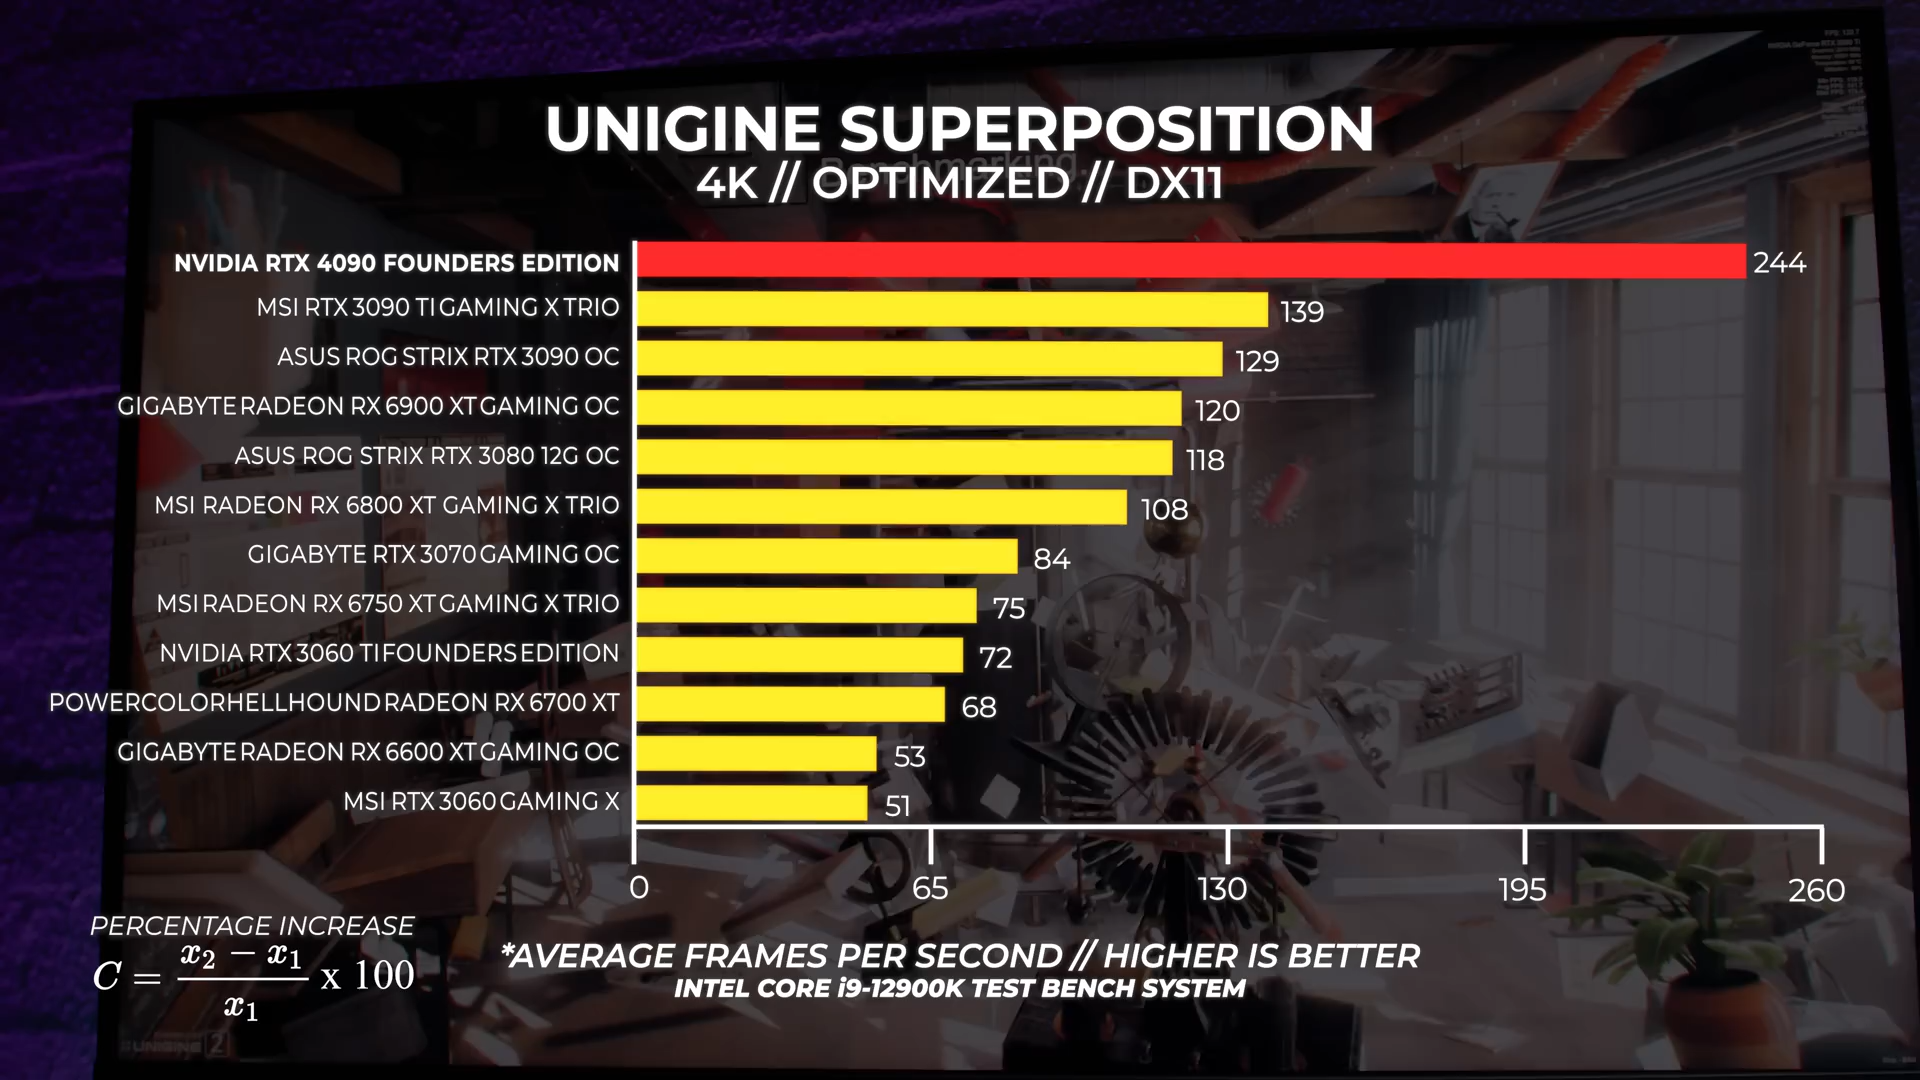 UNIGINE SUPERPOSITION
4K // OPTIMIZED // DX11
NVIDIA RTX 4090 FOUNDERS EDITION 244
MSI RTX 3090 TI GAMING X TRIO 139
ASUS ROG STRIX RTX 3090 OC 129
GIGABYTE RADEON RX 6900 XT GAMING OC 120
ASUS ROG STRIX RTX 3080 12G OC 118
MSI RADEON RX 6800 XT GAMING X TRIO 108
GIGABYTE RTX 3070 GAMING OC 84
MSI RADEON RX 6750 XT GAMING X TRIO 75
NVIDIA RTX 3060 TI FOUNDERS EDITION 72
POWERCOLOR HELLHOUND RADEON RX 6700 XT 68
GIGABYTE RADEON RX 6600 XT GAMING OC 53
MSI RTX 3060 GAMING X 51
0 65 130 195 260
PERCENTAGE INCREASE
C = (x₂ − x₁) / x₁ x 100
*AVERAGE FRAMES PER SECOND // HIGHER IS BETTER
INTEL CORE i9-12900K TEST BENCH SYSTEM
UNIGINE 2